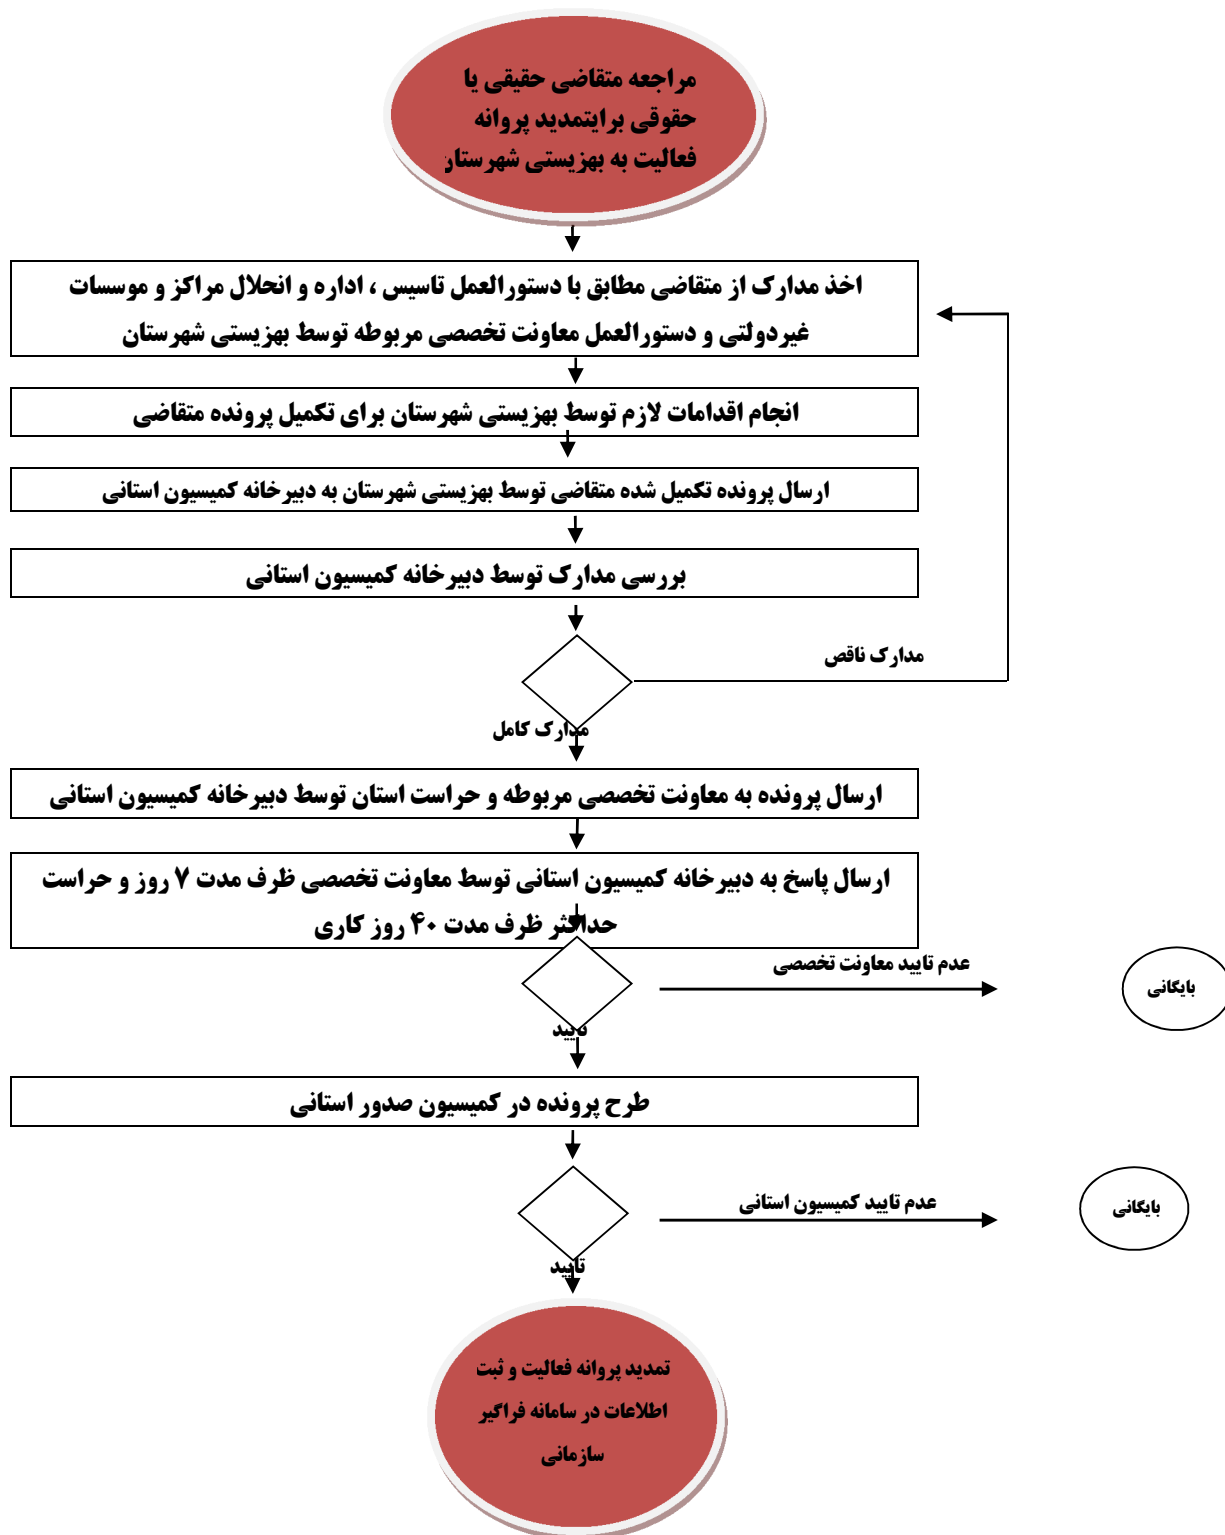 مراجعه متقاضی حقیقی یا
حقوقی برایتمدید پروانه
فعالیت به بهزیستی شهرستان
اخذ مدارک از متقاضی مطابق با دستورالعمل تاسیس ، اداره و انحلال مراکز و موسسات
غیردولتی و دستورالعمل معاونت تخصصی مربوطه توسط بهزیستی شهرستان
انجام اقدامات لازم توسط بهزیستی شهرستان برای تکمیل پرونده متقاضی
ارسال پرونده تکمیل شده متقاضی توسط بهزیستی شهرستان به دبیرخانه کمیسیون استانی
بررسی مدارک توسط دبیرخانه کمیسیون استانی
مدارک ناقص
مدارک کامل
ارسال پرونده به معاونت تخصصی مربوطه و حراست استان توسط دبیرخانه کمیسیون استانی
ارسال پاسخ به دبیرخانه کمیسیون استانی توسط معاونت تخصصی ظرف مدت ۷ روز و حراست
حداکثر ظرف مدت ۴۰ روز کاری
عدم تایید معاونت تخصصی
بایگانی
تایید
طرح پرونده در کمیسیون صدور استانی
عدم تایید کمیسیون استانی
بایگانی
تایید
تمدید پروانه فعالیت و ثبت
اطلاعات در سامانه فراگیر
سازمانی